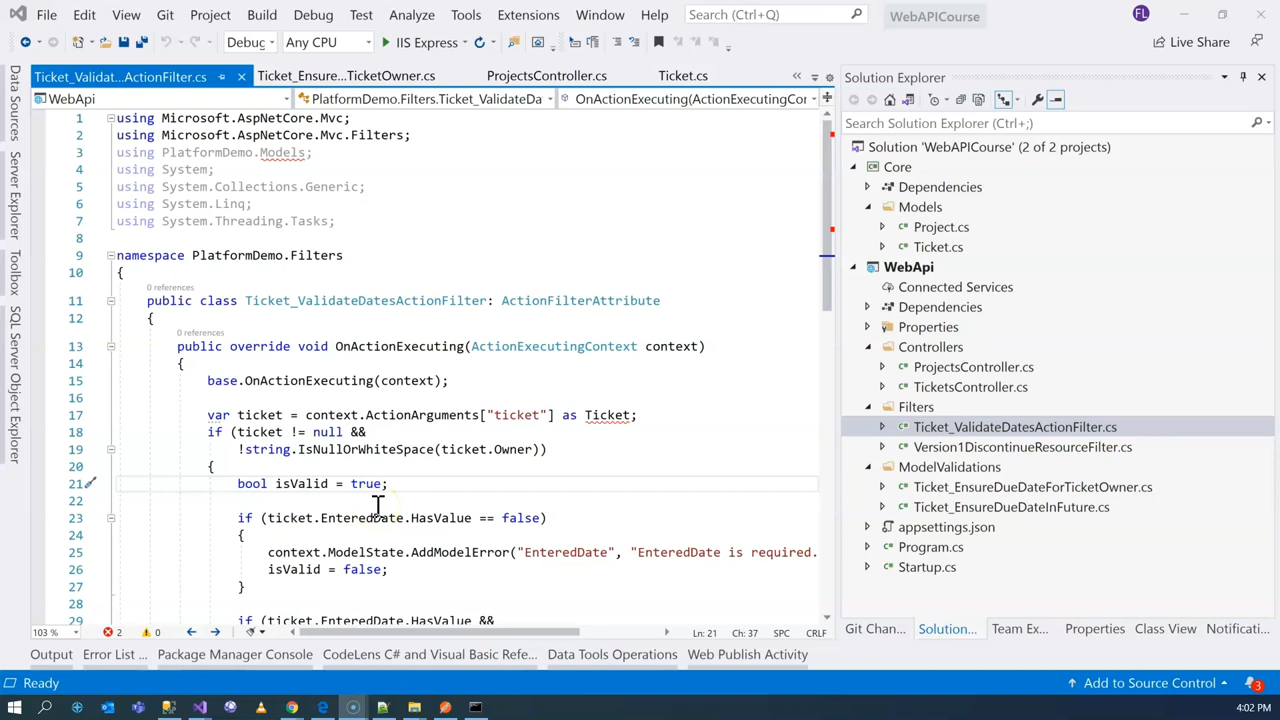 File Edit View Git Project Build Debug Test Analyze Tools Extensions Window Help Search (Ctrl+Q) WebAPICourse FL
Debug Any CPU IIS Express Live Share
Ticket_Validat...ActionFilter.cs Ticket_Ensure...TicketOwner.cs ProjectsController.cs Ticket.cs
WebApi PlatformDemo.Filters.Ticket_ValidateDa OnActionExecuting(ActionExecutingCor
Data Sources
Server Explorer
Toolbox
SQL Server Object Explorer
1 using Microsoft.AspNetCore.Mvc;
2 using Microsoft.AspNetCore.Mvc.Filters;
3 using PlatformDemo.Models;
4 using System;
5 using System.Collections.Generic;
6 using System.Linq;
7 using System.Threading.Tasks;
8
9 namespace PlatformDemo.Filters
10 {
0 references
11 public class Ticket_ValidateDatesActionFilter: ActionFilterAttribute
12 {
0 references
13 public override void OnActionExecuting(ActionExecutingContext context)
14 {
15 base.OnActionExecuting(context);
16
17 var ticket = context.ActionArguments["ticket"] as Ticket;
18 if (ticket != null &&
19 !string.IsNullOrWhiteSpace(ticket.Owner))
20 {
21 bool isValid = true;
22
23 if (ticket.EnteredDate.HasValue == false)
24 {
25 context.ModelState.AddModelError("EnteredDate", "EnteredDate is required.
26 isValid = false;
27 }
28
29 if (ticket.EnteredDate.HasValue &&
103 % 2 0 Ln: 21 Ch: 37 SPC CRLF
Solution Explorer
Search Solution Explorer (Ctrl+;)
Solution 'WebAPICourse' (2 of 2 projects)
Core
Dependencies
Models
Project.cs
Ticket.cs
WebApi
Connected Services
Dependencies
Properties
Controllers
ProjectsController.cs
TicketsController.cs
Filters
Ticket_ValidateDatesActionFilter.cs
Version1DiscontinueResourceFilter.cs
ModelValidations
Ticket_EnsureDueDateForTicketOwner.cs
Ticket_EnsureDueDateInFuture.cs
appsettings.json
Program.cs
Startup.cs
Git Chan... Solution... Team Ex... Properties Class View Notificati...
Output Error List ... Package Manager Console CodeLens C# and Visual Basic Refe... Data Tools Operations Web Publish Activity
Ready Add to Source Control 3
4:02 PM